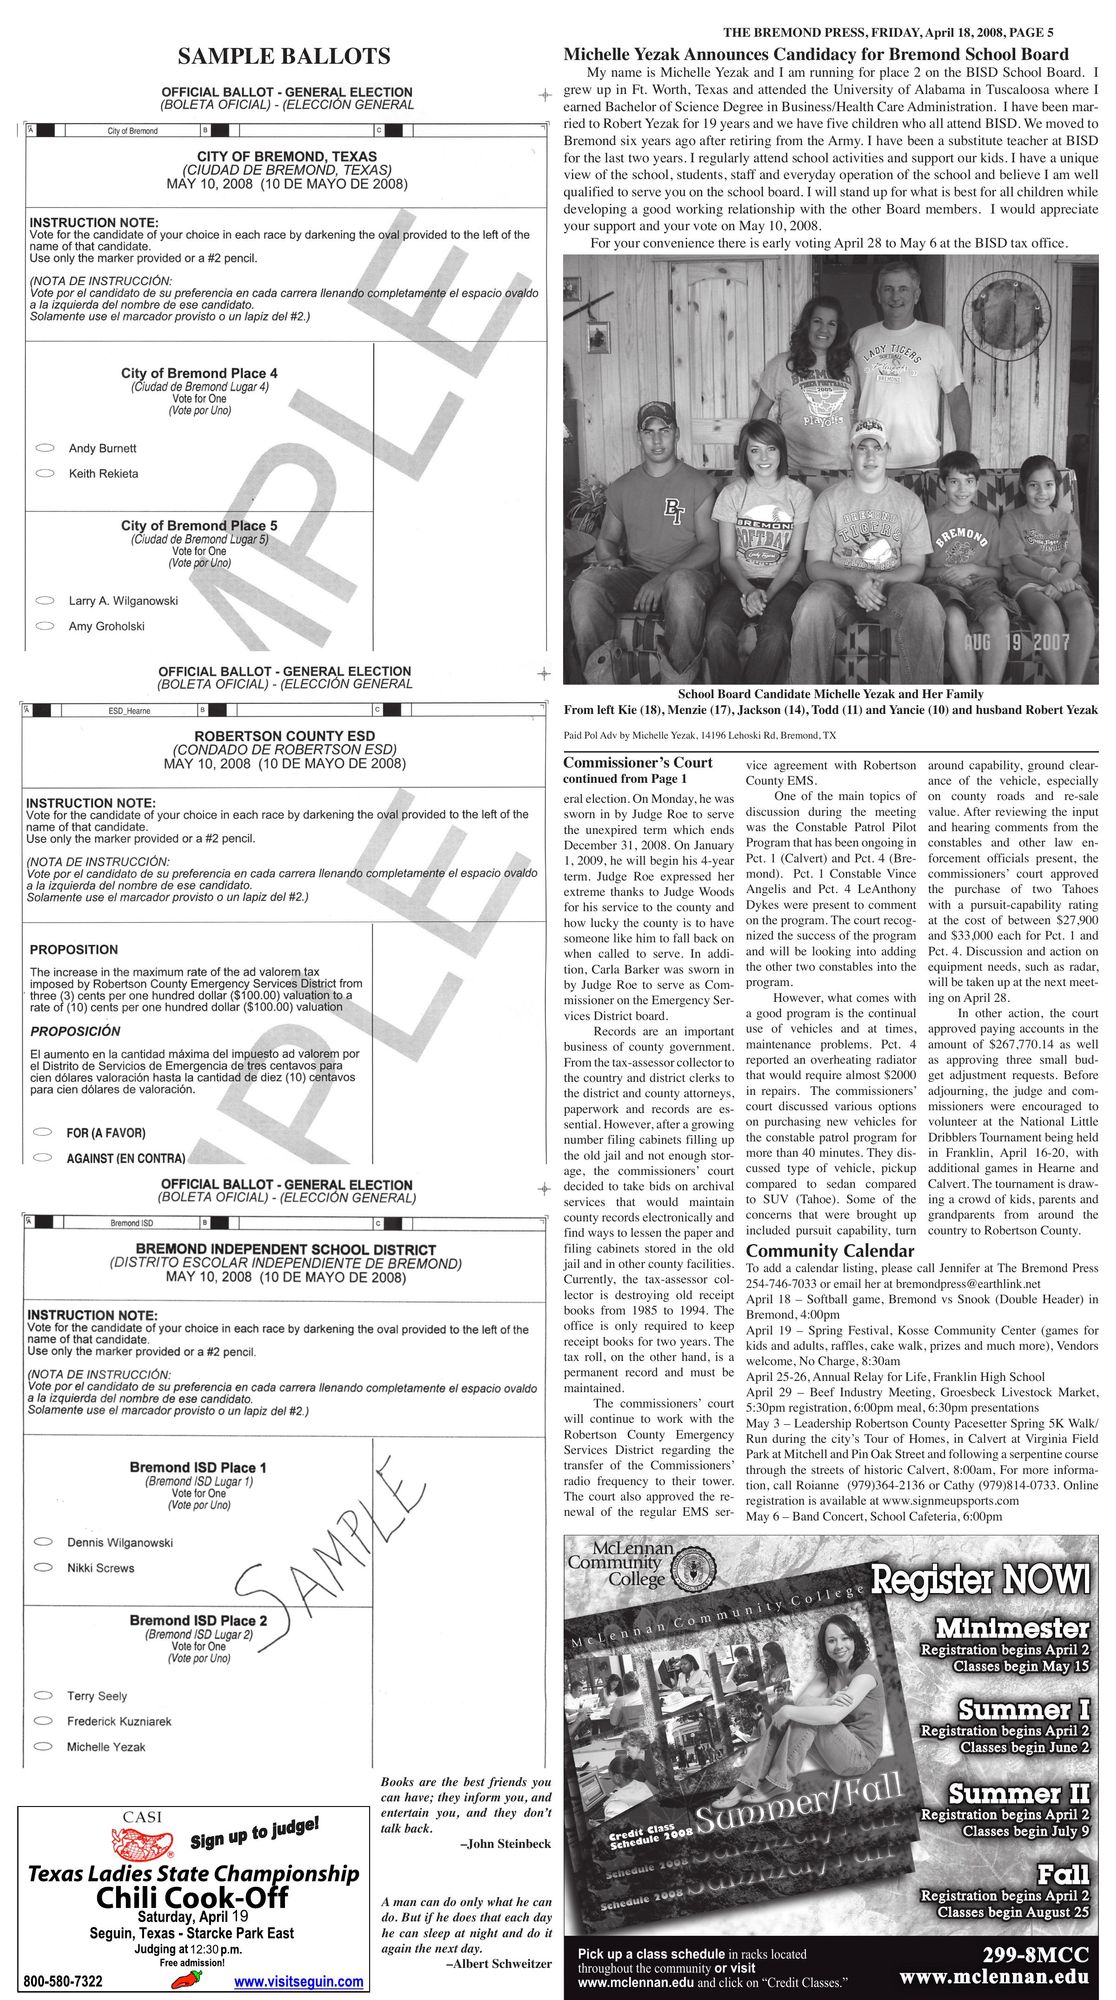 THE BREMOND PRESS, FRIDAY, April 18, 2008, PAGE 5
SAMPLE BALLOTS
OFFICIAL BALLOT - GENERAL ELECTION
(BOLETA OFICIAL) - (ELECCIÓN GENERAL
A
City of Bremond
B
C
CITY OF BREMOND, TEXAS
(CIUDAD DE BREMOND, TEXAS)
MAY 10, 2008 (10 DE MAYO DE 2008)
INSTRUCTION NOTE:
Vote for the candidate of your choice in each race by darkening the oval provided to the left of the
name of that candidate.
Use only the marker provided or a #2 pencil.
(NOTA DE INSTRUCCIÓN:
Vote por el candidato de su preferencia en cada carrera llenando completamente el espacio ovaldo
a la izquierda del nombre de ese candidato.
Solamente use el marcador provisto o un lapiz del #2.)
City of Bremond Place 4
(Ciudad de Bremond Lugar 4)
Vote for One
(Vote por Uno)
Andy Burnett
Keith Rekieta
City of Bremond Place 5
(Ciudad de Bremond Lugar 5)
Vote for One
(Vote por Uno)
Larry A. Wilganowski
Amy Groholski
MPLE
OFFICIAL BALLOT - GENERAL ELECTION
(BOLETA OFICIAL) - (ELECCIÓN GENERAL
A
ESD_Hearne
B
C
ROBERTSON COUNTY ESD
(CONDADO DE ROBERTSON ESD)
MAY 10, 2008 (10 DE MAYO DE 2008)
INSTRUCTION NOTE:
Vote for the candidate of your choice in each race by darkening the oval provided to the left of the
name of that candidate.
Use only the marker provided or a #2 pencil.
(NOTA DE INSTRUCCIÓN:
Vote por el candidato de su preferencia en cada carrera llenando completamente el espacio ovaldo
a la izquierda del nombre de ese candidato.
Solamente use el marcador provisto o un lapiz del #2.)
PROPOSITION
The increase in the maximum rate of the ad valorem tax
imposed by Robertson County Emergency Services District from
three (3) cents per one hundred dollar ($100.00) valuation to a
rate of (10) cents per one hundred dollar ($100.00) valuation
PROPOSICIÓN
El aumento en la cantidad máxima del impuesto ad valorem por
el Distrito de Servicios de Emergencia de tres centavos para
cien dólares valoración hasta la cantidad de diez (10) centavos
para cien dólares de valoración.
FOR (A FAVOR)
AGAINST (EN CONTRA)
MPLE
OFFICIAL BALLOT - GENERAL ELECTION
(BOLETA OFICIAL) - (ELECCIÓN GENERAL)
A
Bremond ISD
B
C
BREMOND INDEPENDENT SCHOOL DISTRICT
(DISTRITO ESCOLAR INDEPENDIENTE DE BREMOND)
MAY 10, 2008 (10 DE MAYO DE 2008)
INSTRUCTION NOTE:
Vote for the candidate of your choice in each race by darkening the oval provided to the left of the
name of that candidate.
Use only the marker provided or a #2 pencil.
(NOTA DE INSTRUCCIÓN:
Vote por el candidato de su preferencia en cada carrera llenando completamente el espacio ovaldo
a la izquierda del nombre de ese candidato.
Solamente use el marcador provisto o un lapiz del #2.)
Bremond ISD Place 1
(Bremond ISD Lugar 1)
Vote for One
(Vote por Uno)
Dennis Wilganowski
Nikki Screws
SAMPLE
Bremond ISD Place 2
(Bremond ISD Lugar 2)
Vote for One
(Vote por Uno)
Terry Seely
Frederick Kuzniarek
Michelle Yezak
CASI
Sign up to judge!
Texas Ladies State Championship
Chili Cook-Off
Saturday, April 19
Seguin, Texas - Starcke Park East
Judging at 12:30 p.m.
Free admission!
800-580-7322
www.visitseguin.com
Books are the best friends you
can have; they inform you, and
entertain you, and they don't
talk back.
–John Steinbeck
A man can do only what he can
do. But if he does that each day
he can sleep at night and do it
again the next day.
–Albert Schweitzer
Michelle Yezak Announces Candidacy for Bremond School Board
My name is Michelle Yezak and I am running for place 2 on the BISD School Board. I
grew up in Ft. Worth, Texas and attended the University of Alabama in Tuscaloosa where I
earned Bachelor of Science Degree in Business/Health Care Administration. I have been mar-
ried to Robert Yezak for 19 years and we have five children who all attend BISD. We moved to
Bremond six years ago after retiring from the Army. I have been a substitute teacher at BISD
for the last two years. I regularly attend school activities and support our kids. I have a unique
view of the school, students, staff and everyday operation of the school and believe I am well
qualified to serve you on the school board. I will stand up for what is best for all children while
developing a good working relationship with the other Board members. I would appreciate
your support and your vote on May 10, 2008.
For your convenience there is early voting April 28 to May 6 at the BISD tax office.
LADY TIGERS
SOFTBALL
BREMOND
BREMOND
TIGER FOOTBALL
2005
playoffs
BT
BREMOND
SOFTBALL
Lady Tigers
BREMOND
TIGERS
BREMOND
AUG 19 2007
School Board Candidate Michelle Yezak and Her Family
From left Kie (18), Menzie (17), Jackson (14), Todd (11) and Yancie (10) and husband Robert Yezak
Paid Pol Adv by Michelle Yezak, 14196 Lehoski Rd, Bremond, TX
Commissioner's Court
continued from Page 1
eral election. On Monday, he was
sworn in by Judge Roe to serve
the unexpired term which ends
December 31, 2008. On January
1, 2009, he will begin his 4-year
term. Judge Roe expressed her
extreme thanks to Judge Woods
for his service to the county and
how lucky the county is to have
someone like him to fall back on
when called to serve. In addi-
tion, Carla Barker was sworn in
by Judge Roe to serve as Com-
missioner on the Emergency Ser-
vices District board.
Records are an important
business of county government.
From the tax-assessor collector to
the country and district clerks to
the district and county attorneys,
paperwork and records are es-
sential. However, after a growing
number filing cabinets filling up
the old jail and not enough stor-
age, the commissioners' court
decided to take bids on archival
services that would maintain
county records electronically and
find ways to lessen the paper and
filing cabinets stored in the old
jail and in other county facilities.
Currently, the tax-assessor col-
lector is destroying old receipt
books from 1985 to 1994. The
office is only required to keep
receipt books for two years. The
tax roll, on the other hand, is a
permanent record and must be
maintained.
The commissioners' court
will continue to work with the
Robertson County Emergency
Services District regarding the
transfer of the Commissioners'
radio frequency to their tower.
The court also approved the re-
newal of the regular EMS ser-
vice agreement with Robertson
County EMS.
One of the main topics of
discussion during the meeting
was the Constable Patrol Pilot
Program that has been ongoing in
Pct. 1 (Calvert) and Pct. 4 (Bre-
mond). Pct. 1 Constable Vince
Angelis and Pct. 4 LeAnthony
Dykes were present to comment
on the program. The court recog-
nized the success of the program
and will be looking into adding
the other two constables into the
program.
However, what comes with
a good program is the continual
use of vehicles and at times,
maintenance problems. Pct. 4
reported an overheating radiator
that would require almost $2000
in repairs. The commissioners'
court discussed various options
on purchasing new vehicles for
the constable patrol program for
more than 40 minutes. They dis-
cussed type of vehicle, pickup
compared to sedan compared
to SUV (Tahoe). Some of the
concerns that were brought up
included pursuit capability, turn
around capability, ground clear-
ance of the vehicle, especially
on county roads and re-sale
value. After reviewing the input
and hearing comments from the
constables and other law en-
forcement officials present, the
commissioners' court approved
the purchase of two Tahoes
with a pursuit-capability rating
at the cost of between $27,900
and $33,000 each for Pct. 1 and
Pct. 4. Discussion and action on
equipment needs, such as radar,
will be taken up at the next meet-
ing on April 28.
In other action, the court
approved paying accounts in the
amount of $267,770.14 as well
as approving three small bud-
get adjustment requests. Before
adjourning, the judge and com-
missioners were encouraged to
volunteer at the National Little
Dribblers Tournament being held
in Franklin, April 16-20, with
additional games in Hearne and
Calvert. The tournament is draw-
ing a crowd of kids, parents and
grandparents from around the
country to Robertson County.
Community Calendar
To add a calendar listing, please call Jennifer at The Bremond Press
254-746-7033 or email her at bremondpress@earthlink.net
April 18 – Softball game, Bremond vs Snook (Double Header) in
Bremond, 4:00pm
April 19 – Spring Festival, Kosse Community Center (games for
kids and adults, raffles, cake walk, prizes and much more), Vendors
welcome, No Charge, 8:30am
April 25-26, Annual Relay for Life, Franklin High School
April 29 – Beef Industry Meeting, Groesbeck Livestock Market,
5:30pm registration, 6:00pm meal, 6:30pm presentations
May 3 – Leadership Robertson County Pacesetter Spring 5K Walk/
Run during the city's Tour of Homes, in Calvert at Virginia Field
Park at Mitchell and Pin Oak Street and following a serpentine course
through the streets of historic Calvert, 8:00am, For more informa-
tion, call Roianne (979)364-2136 or Cathy (979)814-0733. Online
registration is available at www.signmeupsports.com
May 6 – Band Concert, School Cafeteria, 6:00pm
McLennan
Community
College
McLennan Community College
Summer/Fall
Credit Class
Schedule 2008
Schedule 2008
Schedule 2008
Register NOW!
Minimester
Registration begins April 2
Classes begin May 15
Summer I
Registration begins April 2
Classes begin June 2
Summer II
Registration begins April 2
Classes begin July 9
Fall
Registration begins April 2
Classes begin August 25
Pick up a class schedule in racks located
throughout the community or visit
www.mclennan.edu and click on “Credit Classes.”
299-8MCC
www.mclennan.edu